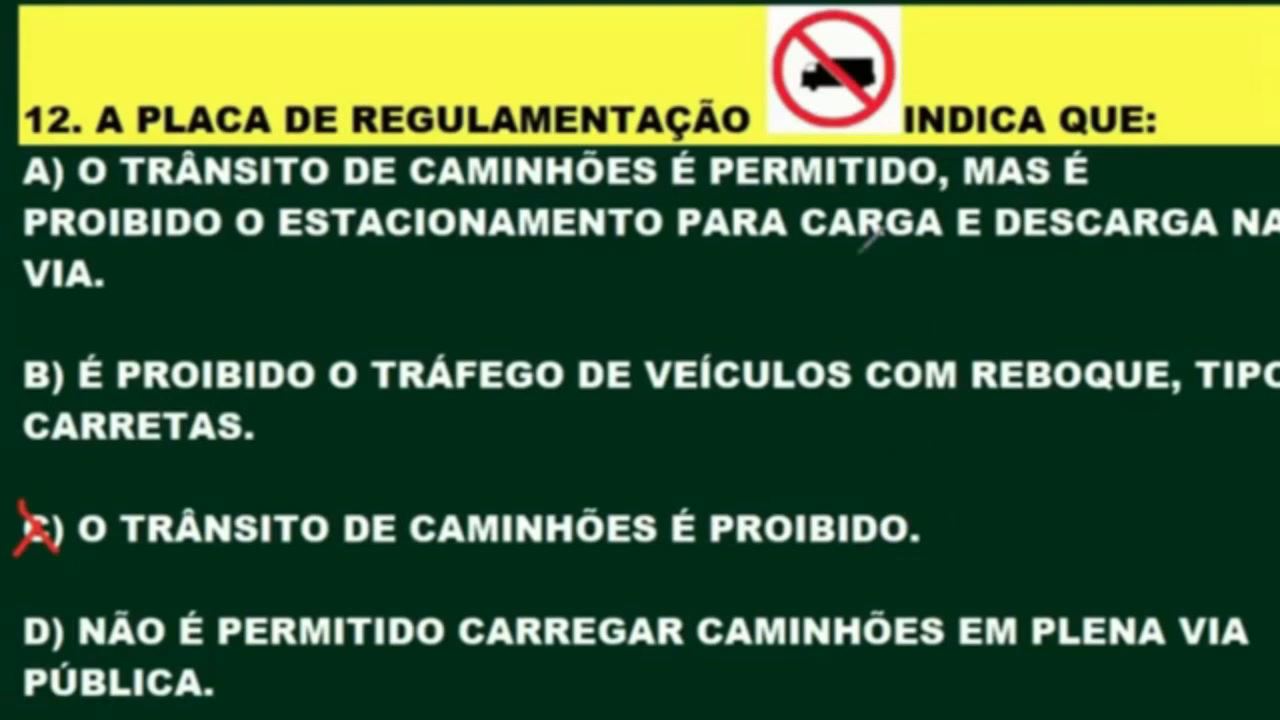 12. A PLACA DE REGULAMENTAÇÃO INDICA QUE:
A) O TRÂNSITO DE CAMINHÕES É PERMITIDO, MAS É
PROIBIDO O ESTACIONAMENTO PARA CARGA E DESCARGA NA
VIA.
B) É PROIBIDO O TRÁFEGO DE VEÍCULOS COM REBOQUE, TIPO
CARRETAS.
C) O TRÂNSITO DE CAMINHÕES É PROIBIDO.
D) NÃO É PERMITIDO CARREGAR CAMINHÕES EM PLENA VIA
PÚBLICA.